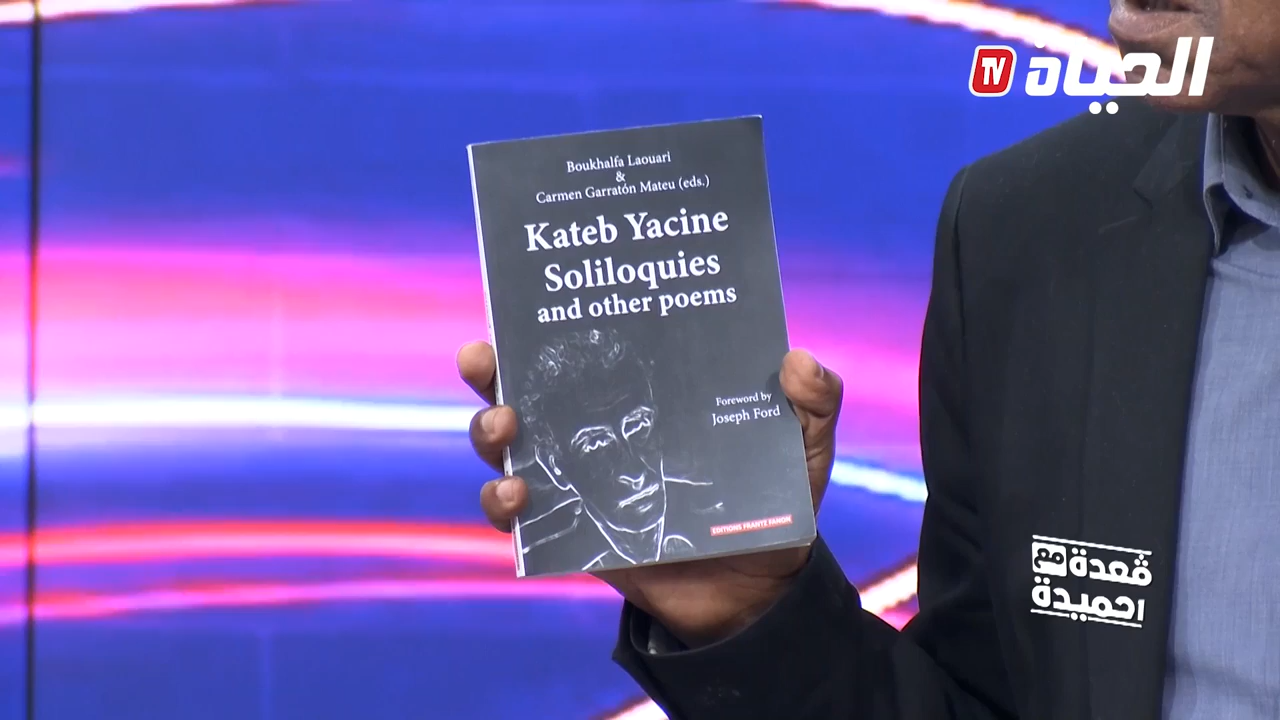 الحياة TV
Boukhalfa Laouari
&
Carmen Garratón Mateu (eds.)
Kateb Yacine
Soliloquies
and other poems
Foreword by
Joseph Ford
EDITIONS FRANTZ FANON
ڨعدة مع
احميدة